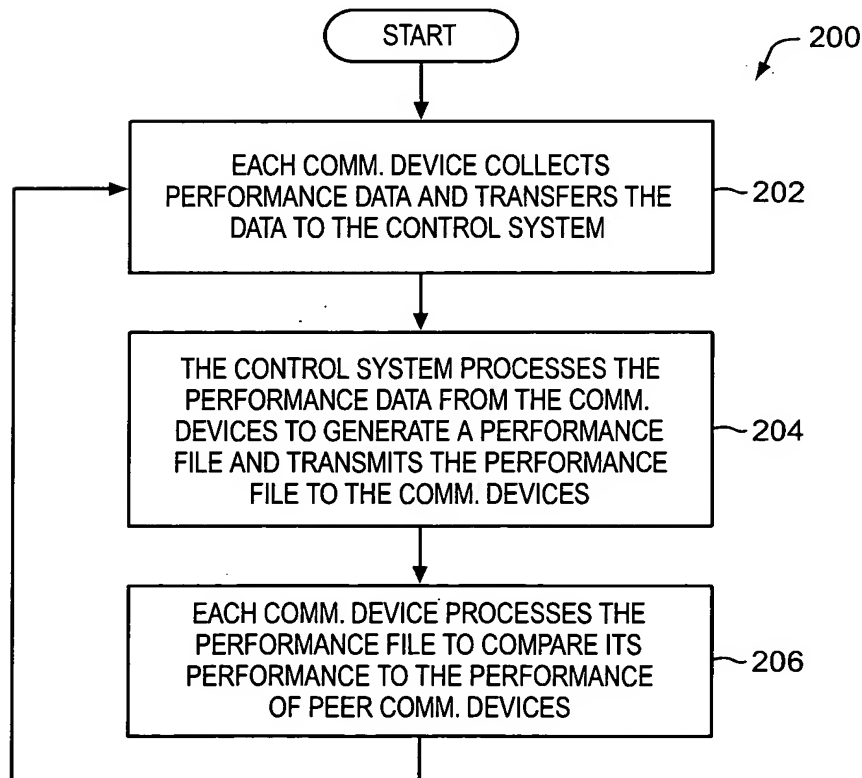 START
200
EACH COMM. DEVICE COLLECTS
PERFORMANCE DATA AND TRANSFERS THE
DATA TO THE CONTROL SYSTEM
202
THE CONTROL SYSTEM PROCESSES THE
PERFORMANCE DATA FROM THE COMM.
DEVICES TO GENERATE A PERFORMANCE
FILE AND TRANSMITS THE PERFORMANCE
FILE TO THE COMM. DEVICES
204
EACH COMM. DEVICE PROCESSES THE
PERFORMANCE FILE TO COMPARE ITS
PERFORMANCE TO THE PERFORMANCE
OF PEER COMM. DEVICES
206